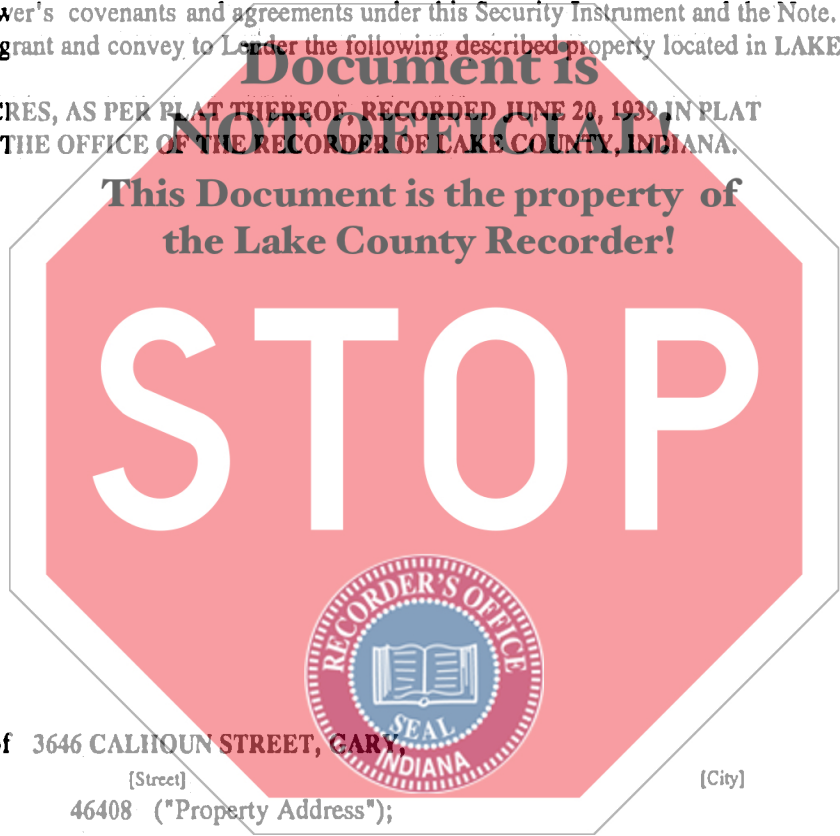 wer's covenants and agreements under this Security Instrument and the Note.
grant and convey to Lender the following described property located in LAKE
Document is
CRES, AS PER PLAT THEREOF, RECORDED JUNE 20, 1939 IN PLAT
NOT OFFICIAL!
THE OFFICE OF THE RECORDER OF LAKE COUNTY, INDIANA.
This Document is the property of
the Lake County Recorder!
STOP
RECORDER'S OFFICE
SEAL
INDIANA
of 3646 CALHOUN STREET, GARY,
[Street] [City]
46408 ("Property Address");